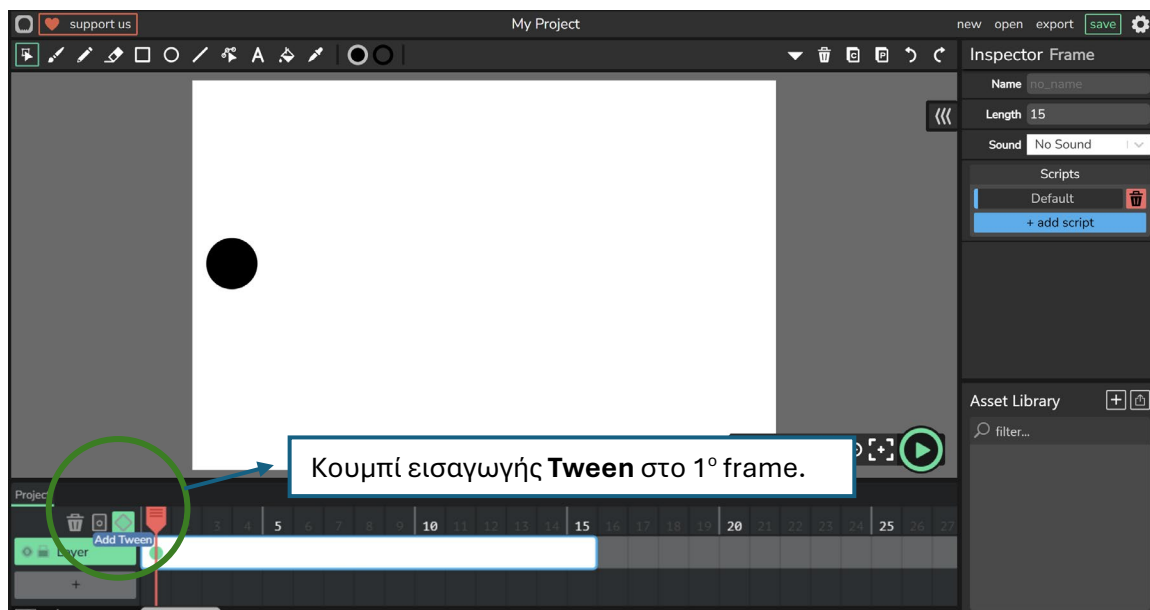 support us
My Project
new open export save
A
Inspector Frame
Name no_name
Length 15
Sound No Sound
Scripts
Default
+ add script
Asset Library
filter...
Κουμπί εισαγωγής Tween στο 1º frame.
Project
3 4 5 6 7 8 9 10 11 12 13 14 15 16 17 18 19 20 21 22 23 24 25 26 27
Add Tween
Layer
+